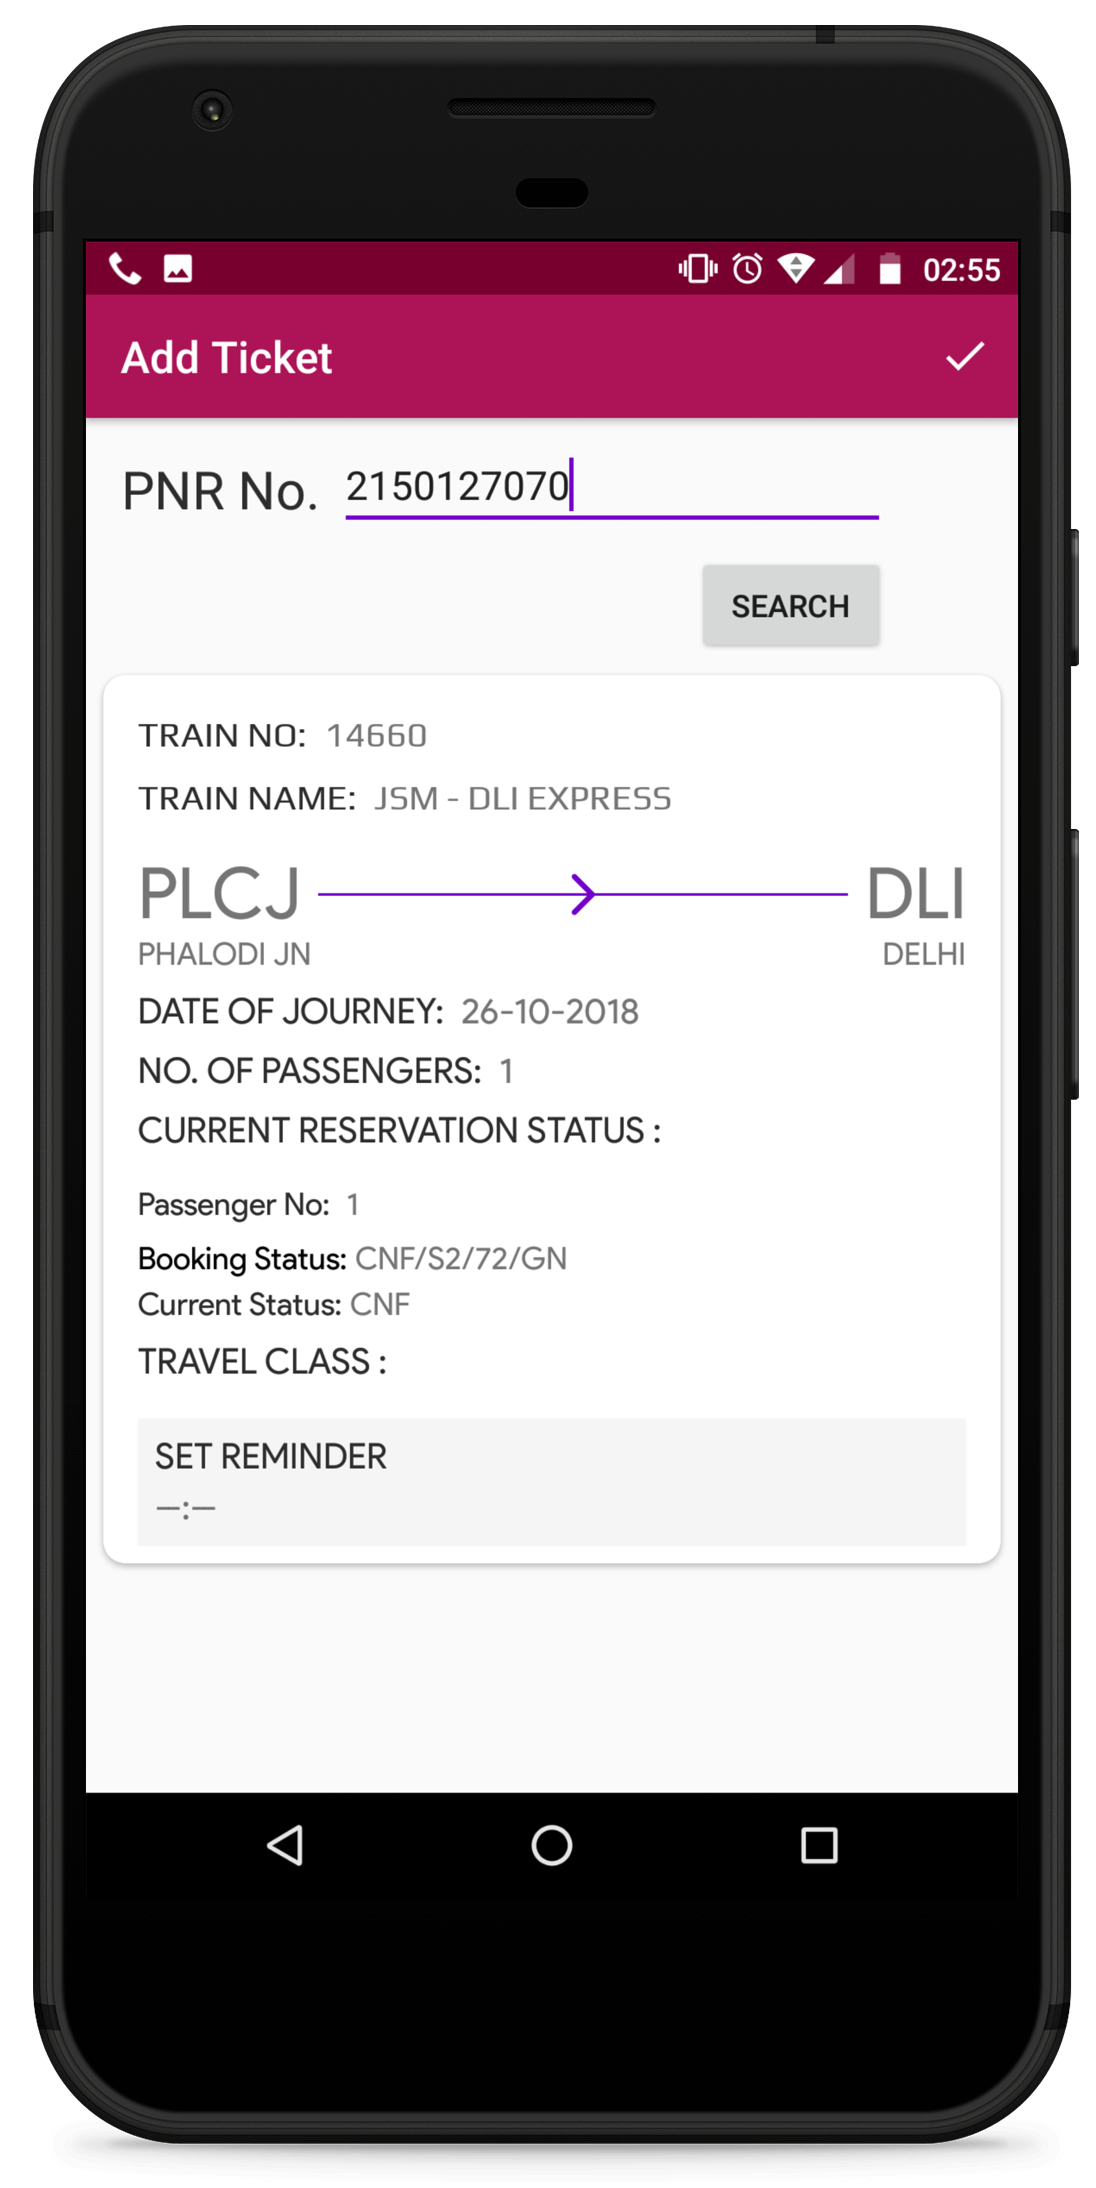 02:55
Add Ticket
PNR No. 2150127070
SEARCH
TRAIN NO: 14660
TRAIN NAME: JSM - DLI EXPRESS
PLCJ DLI
PHALODI JN DELHI
DATE OF JOURNEY: 26-10-2018
NO. OF PASSENGERS: 1
CURRENT RESERVATION STATUS :
Passenger No: 1
Booking Status: CNF/S2/72/GN
Current Status: CNF
TRAVEL CLASS :
SET REMINDER
—:—